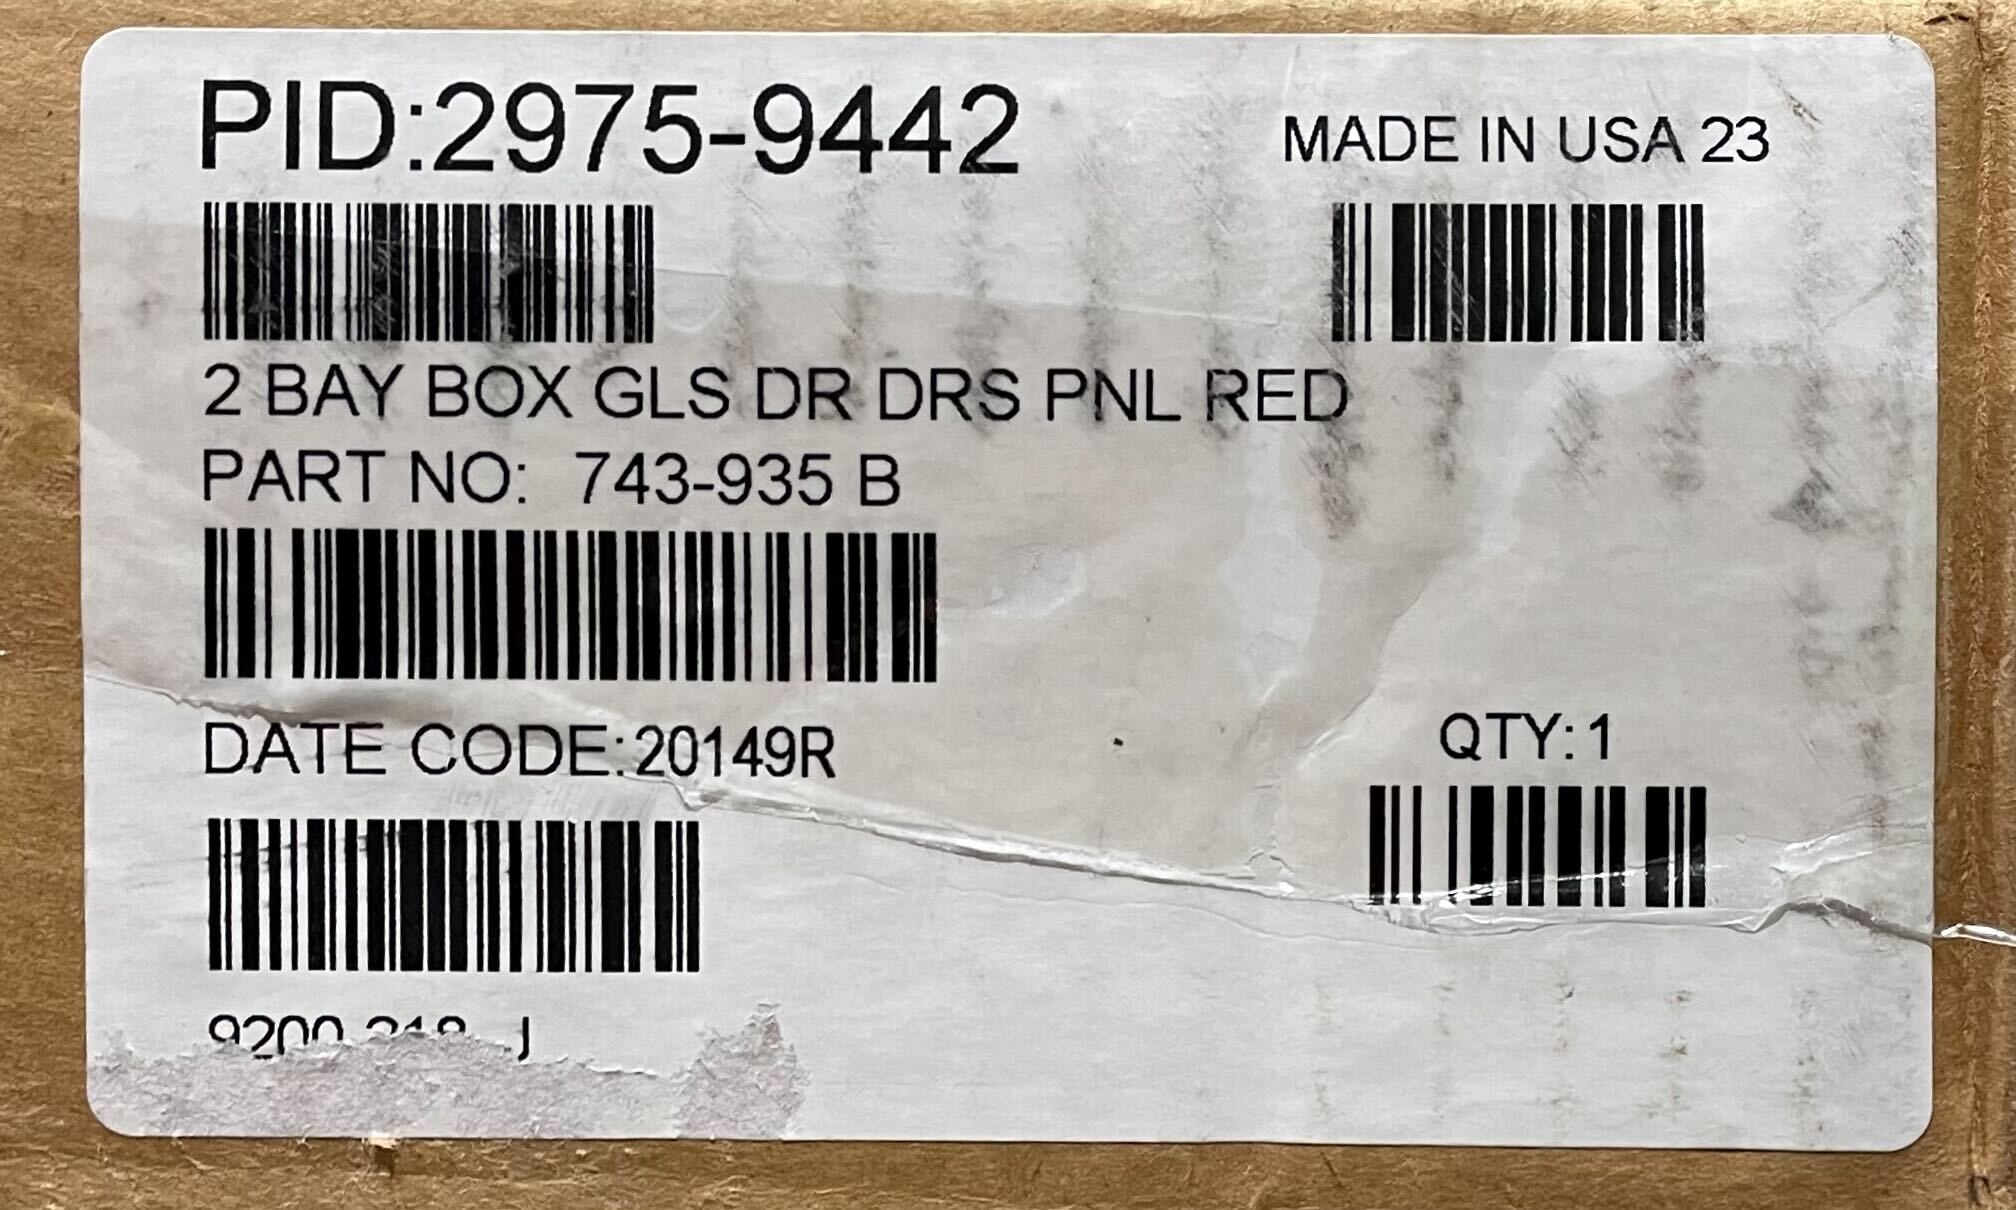 PID:2975-9442
MADE IN USA 23
2 BAY BOX GLS DR DRS PNL RED
PART NO: 743-935 B
DATE CODE:20149R
QTY:1